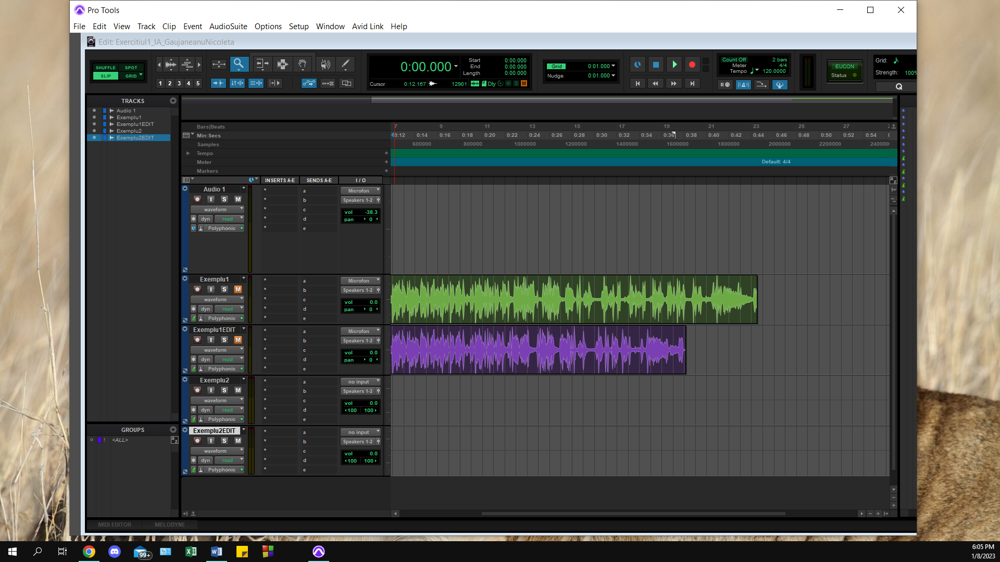 Pro Tools
File Edit View Track Clip Event AudioSuite Options Setup Window Avid Link Help
Edit: Exercitiul1_IA_GaujaneanuNicoleta
SHUFFLE SPOT
SLIP GRID
1 2 3 4 5
0:00.000
Start 0:00.000
End 0:00.000
Length 0:00.000
Cursor 0:12.167 12901 Dly S M
Grid 0:01.000
Nudge 0:01.000
Count Off 2 bars
Meter 4/4
Tempo 120.0000
EUCON
Status
Grid:
Strength: 100%
Q
TRACKS
Audio 1
Exemplu1
Exemplu1EDIT
Exemplu2
Exemplu2EDIT
Bars|Beats 7 9 11 13 15 17 19 21 23 25 27
Min:Secs 0:12 0:14 0:16 0:18 0:20 0:22 0:24 0:26 0:28 0:30 0:32 0:34 0:36 0:38 0:40 0:42 0:44 0:46 0:48 0:50 0:52 0:54
Samples 600000 800000 1000000 1200000 1400000 1600000 1800000 2000000 2200000 240000
Tempo
Meter Default: 4/4
Markers
INSERTS A-E SENDS A-E I / O
Audio 1 a Microfon
I S M b Speakers 1-2
waveform c vol -38.3
dyn read d pan 0
Polyphonic e
Exemplu1 a Microfon
I S M b Speakers 1-2
waveform c vol 0.0
dyn read d pan 0
Polyphonic e
Exemplu1EDIT a Microfon
I S M b Speakers 1-2
waveform c vol 0.0
dyn read d pan 0
Polyphonic e
Exemplu2 a no input
I S M b Speakers 1-2
waveform c vol 0.0
dyn read d 100 100
Polyphonic e
Exemplu2EDIT a no input
I S M b Speakers 1-2
waveform c vol 0.0
dyn read d 100 100
Polyphonic e
GROUPS
! <ALL>
a z
MIDI EDITOR MELODYNE
99+
6:05 PM
1/8/2023